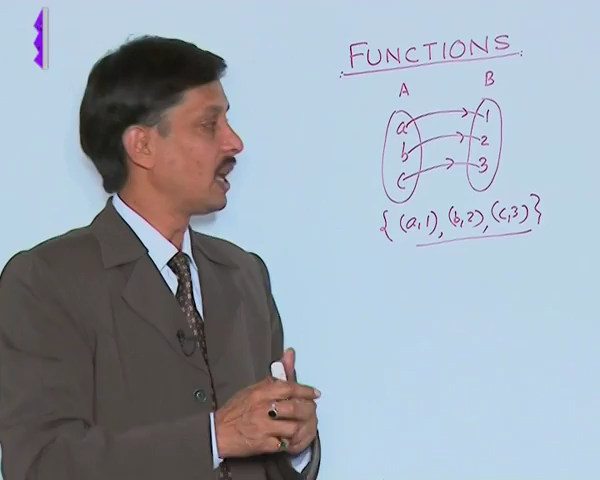 FUNCTIONS
A B
a 1
b 2
c 3
{(a,1), (b,2), (c,3)}